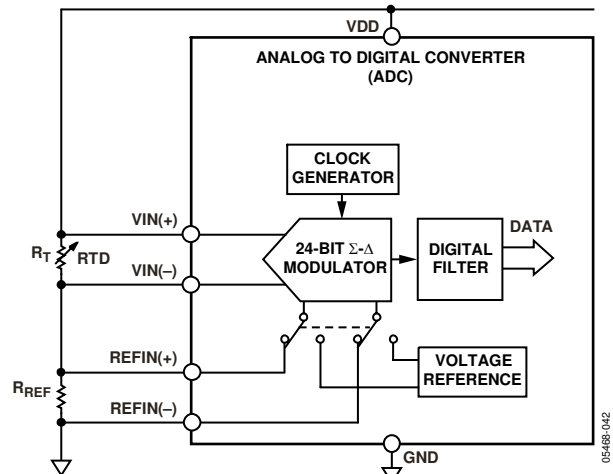 VDD
ANALOG TO DIGITAL CONVERTER
(ADC)
CLOCK
GENERATOR
VIN(+)
DATA
RT
RTD
24-BIT Σ-Δ
MODULATOR
DIGITAL
FILTER
VIN(–)
REFIN(+)
VOLTAGE
REFERENCE
RREF
REFIN(–)
GND
05468-042